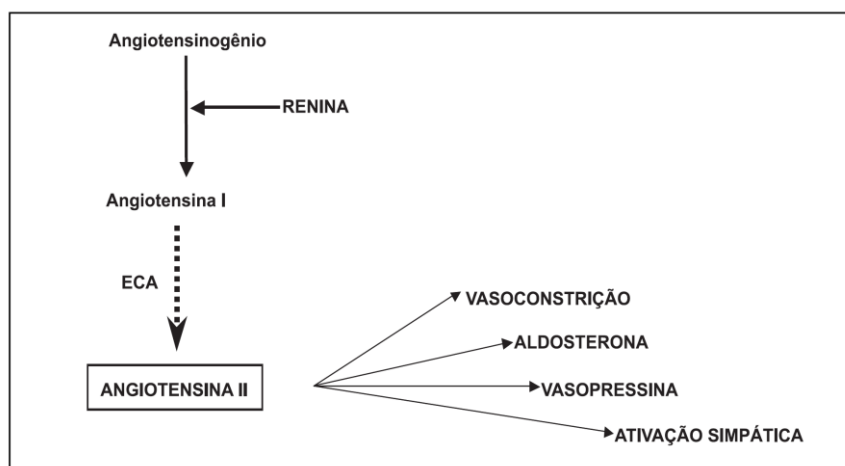 Angiotensinogênio
RENINA
Angiotensina I
ECA
VASOCONSTRIÇÃO
ALDOSTERONA
ANGIOTENSINA II
VASOPRESSINA
ATIVAÇÃO SIMPÁTICA